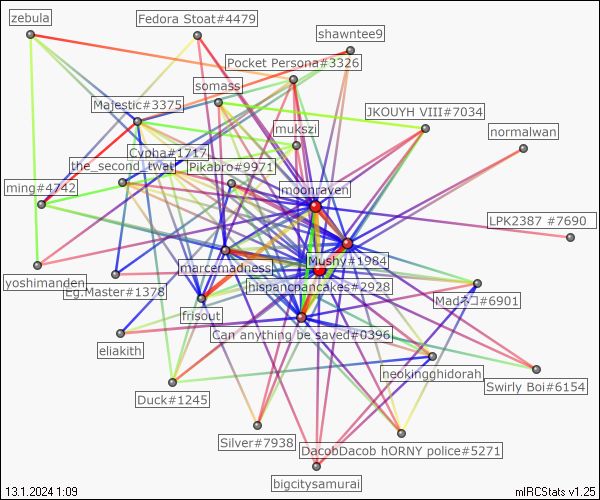 zebula
Fedora Stoat#4479
shawntee9
Pocket Persona#3326
somass
Majestic#3375
JKOUYH VIII#7034
mukszi
normalwan
Cypha#1717
the_second_twat
Pikabro#9971
ming#4742
moonraven
LPK2387 #7690
Mushy#1984
marcemadness
yoshimanden
Eg.Master#1378
hispanicpancakes#2928
Madネコ#6901
frisout
Can anything be saved#0396
eliakith
neokingghidorah
Swirly Boi#6154
Duck#1245
Silver#7938
DacobDacob hORNY police#5271
bigcitysamurai
13.1.2024 1:09
mIRCStats v1.25